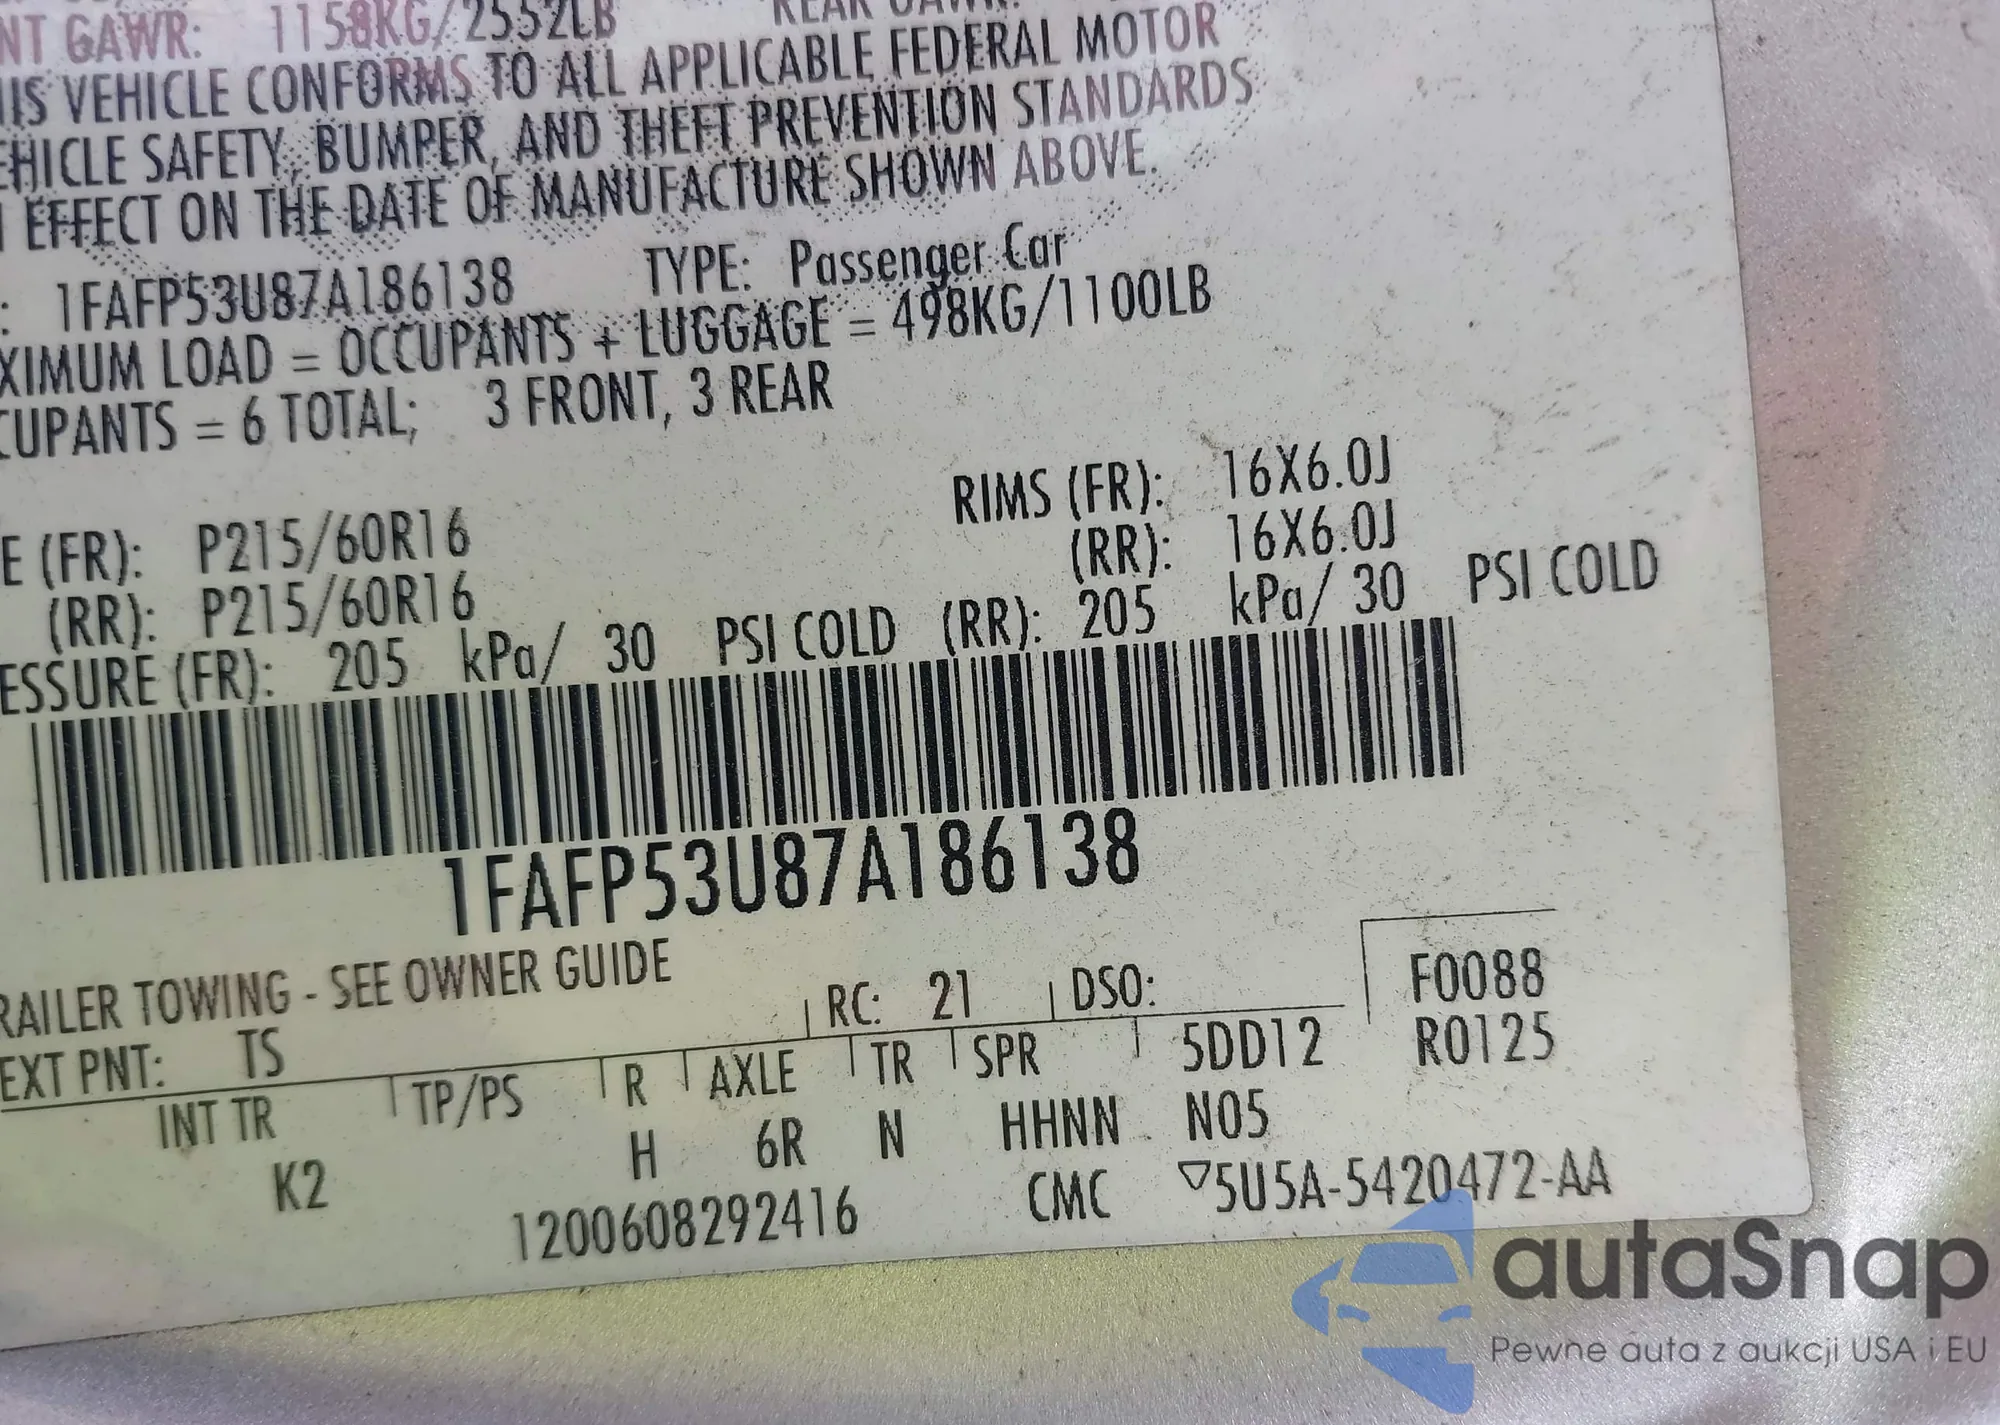 NT GAWR: 1158KG/2552LB REAR GAWR:
IS VEHICLE CONFORMS TO ALL APPLICABLE FEDERAL MOTOR
EHICLE SAFETY, BUMPER, AND THEFT PREVENTION STANDARDS
EFFECT ON THE DATE OF MANUFACTURE SHOWN ABOVE.
: 1FAFP53U87A186138 TYPE: Passenger Car
XIMUM LOAD = OCCUPANTS + LUGGAGE = 498KG/1100LB
CUPANTS = 6 TOTAL; 3 FRONT, 3 REAR
RIMS (FR): 16X6.0J
E (FR): P215/60R16 (RR): 16X6.0J
(RR): P215/60R16
ESSURE (FR): 205 kPa/ 30 PSI COLD (RR): 205 kPa/ 30 PSI COLD
1FAFP53U87A186138
RAILER TOWING - SEE OWNER GUIDE
RC: 21 DSO: F0088
EXT PNT: TS R0125
INT TR TP/PS R AXLE TR SPR 5DD12
K2 H 6R N HHNN N05
1200608292416 CMC ▽5U5A-5420472-AA
autaSnap
Pewne auta z aukcji USA i EU